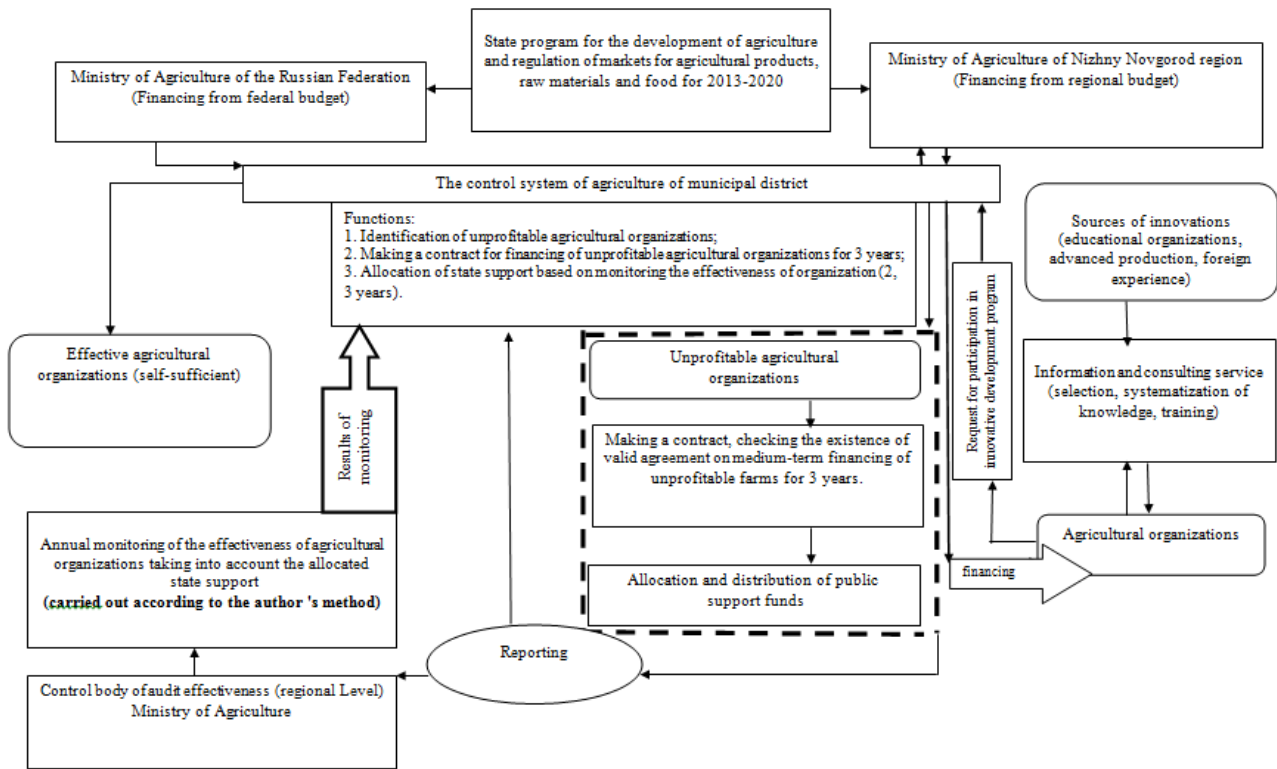 State program for the development of agriculture
and regulation of markets for agricultural products,
raw materials and food for 2013-2020
Ministry of Agriculture of the Russian Federation
(Financing from federal budget)
Ministry of Agriculture of Nizhny Novgorod region
(Financing from regional budget)
The control system of agriculture of municipal district
Functions:
1. Identification of unprofitable agricultural organizations;
2. Making a contract for financing of unprofitable agricultural organizations for 3 years;
3. Allocation of state support based on monitoring the effectiveness of organization (2,
3 years).
Sources of innovations
(educational organizations,
advanced production, foreign
experience)
Effective agricultural
organizations (self-sufficient)
Unprofitable agricultural
organizations
Request for participation in
innovative development program
Information and consulting service
(selection, systematization of
knowledge, training)
Results of
monitoring
Making a contract, checking the existence of
valid agreement on medium-term financing of
unprofitable farms for 3 years.
Annual monitoring of the effectiveness of agricultural
organizations taking into account the allocated
state support
(carried out according to the author 's method)
Agricultural organizations
financing
Allocation and distribution of public
support funds
Reporting
Control body of audit effectiveness (regional Level)
Ministry of Agriculture